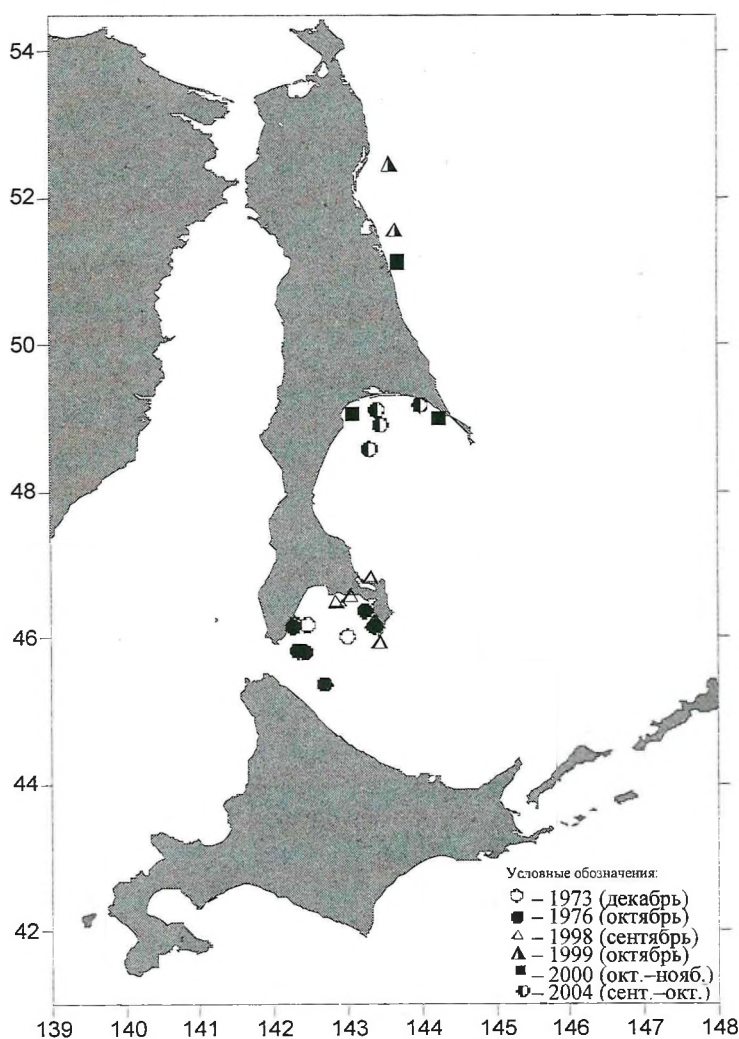 54
52
50
48
46
44
42
Условные обозначения:
– 1973 (декабрь)
– 1976 (октябрь)
– 1998 (сентябрь)
– 1999 (октябрь)
– 2000 (окт.–нояб.)
– 2004 (сент.–окт.)
139 140 141 142 143 144 145 146 147 148